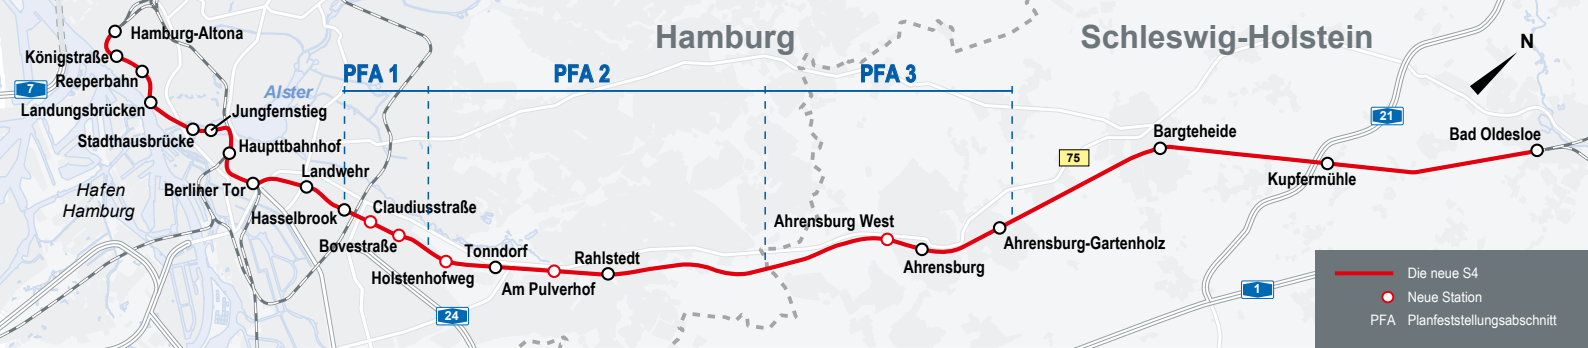 Hamburg
Schleswig-Holstein
N
PFA 1
PFA 2
PFA 3
Hamburg-Altona
Königstraße
Reeperbahn
7
Landungsbrücken
Alster
Jungfernstieg
Stadthausbrücke
Haupttbahnhof
Landwehr
Berliner Tor
Hafen
Hamburg
Hasselbrook
Claudiusstraße
Bovestraße
Holstenhofweg
Tonndorf
Am Pulverhof
Rahlstedt
24
Ahrensburg West
Ahrensburg
Ahrensburg-Gartenholz
75
Bargteheide
21
Kupfermühle
Bad Oldesloe
1
Die neue S4
Neue Station
PFA Planfeststellungsabschnitt